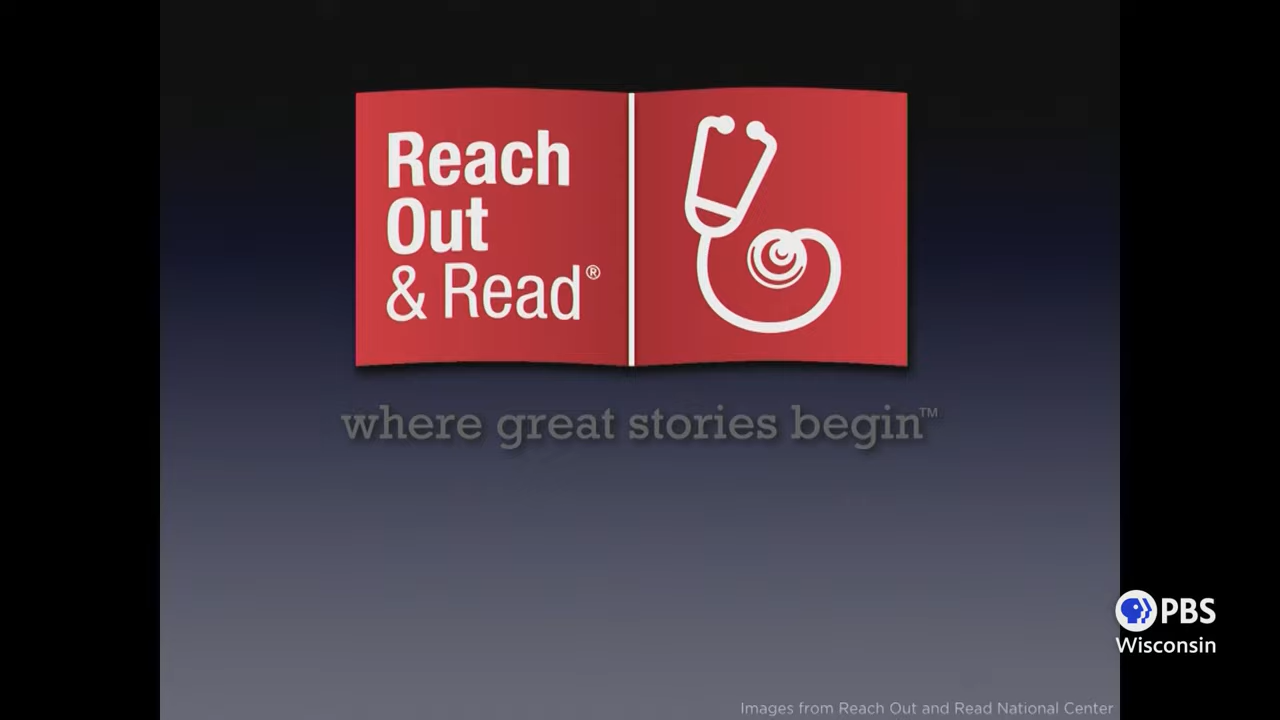 Reach
Out
& Read®
where great stories begin™
PBS
Wisconsin
Images from Reach Out and Read National Center